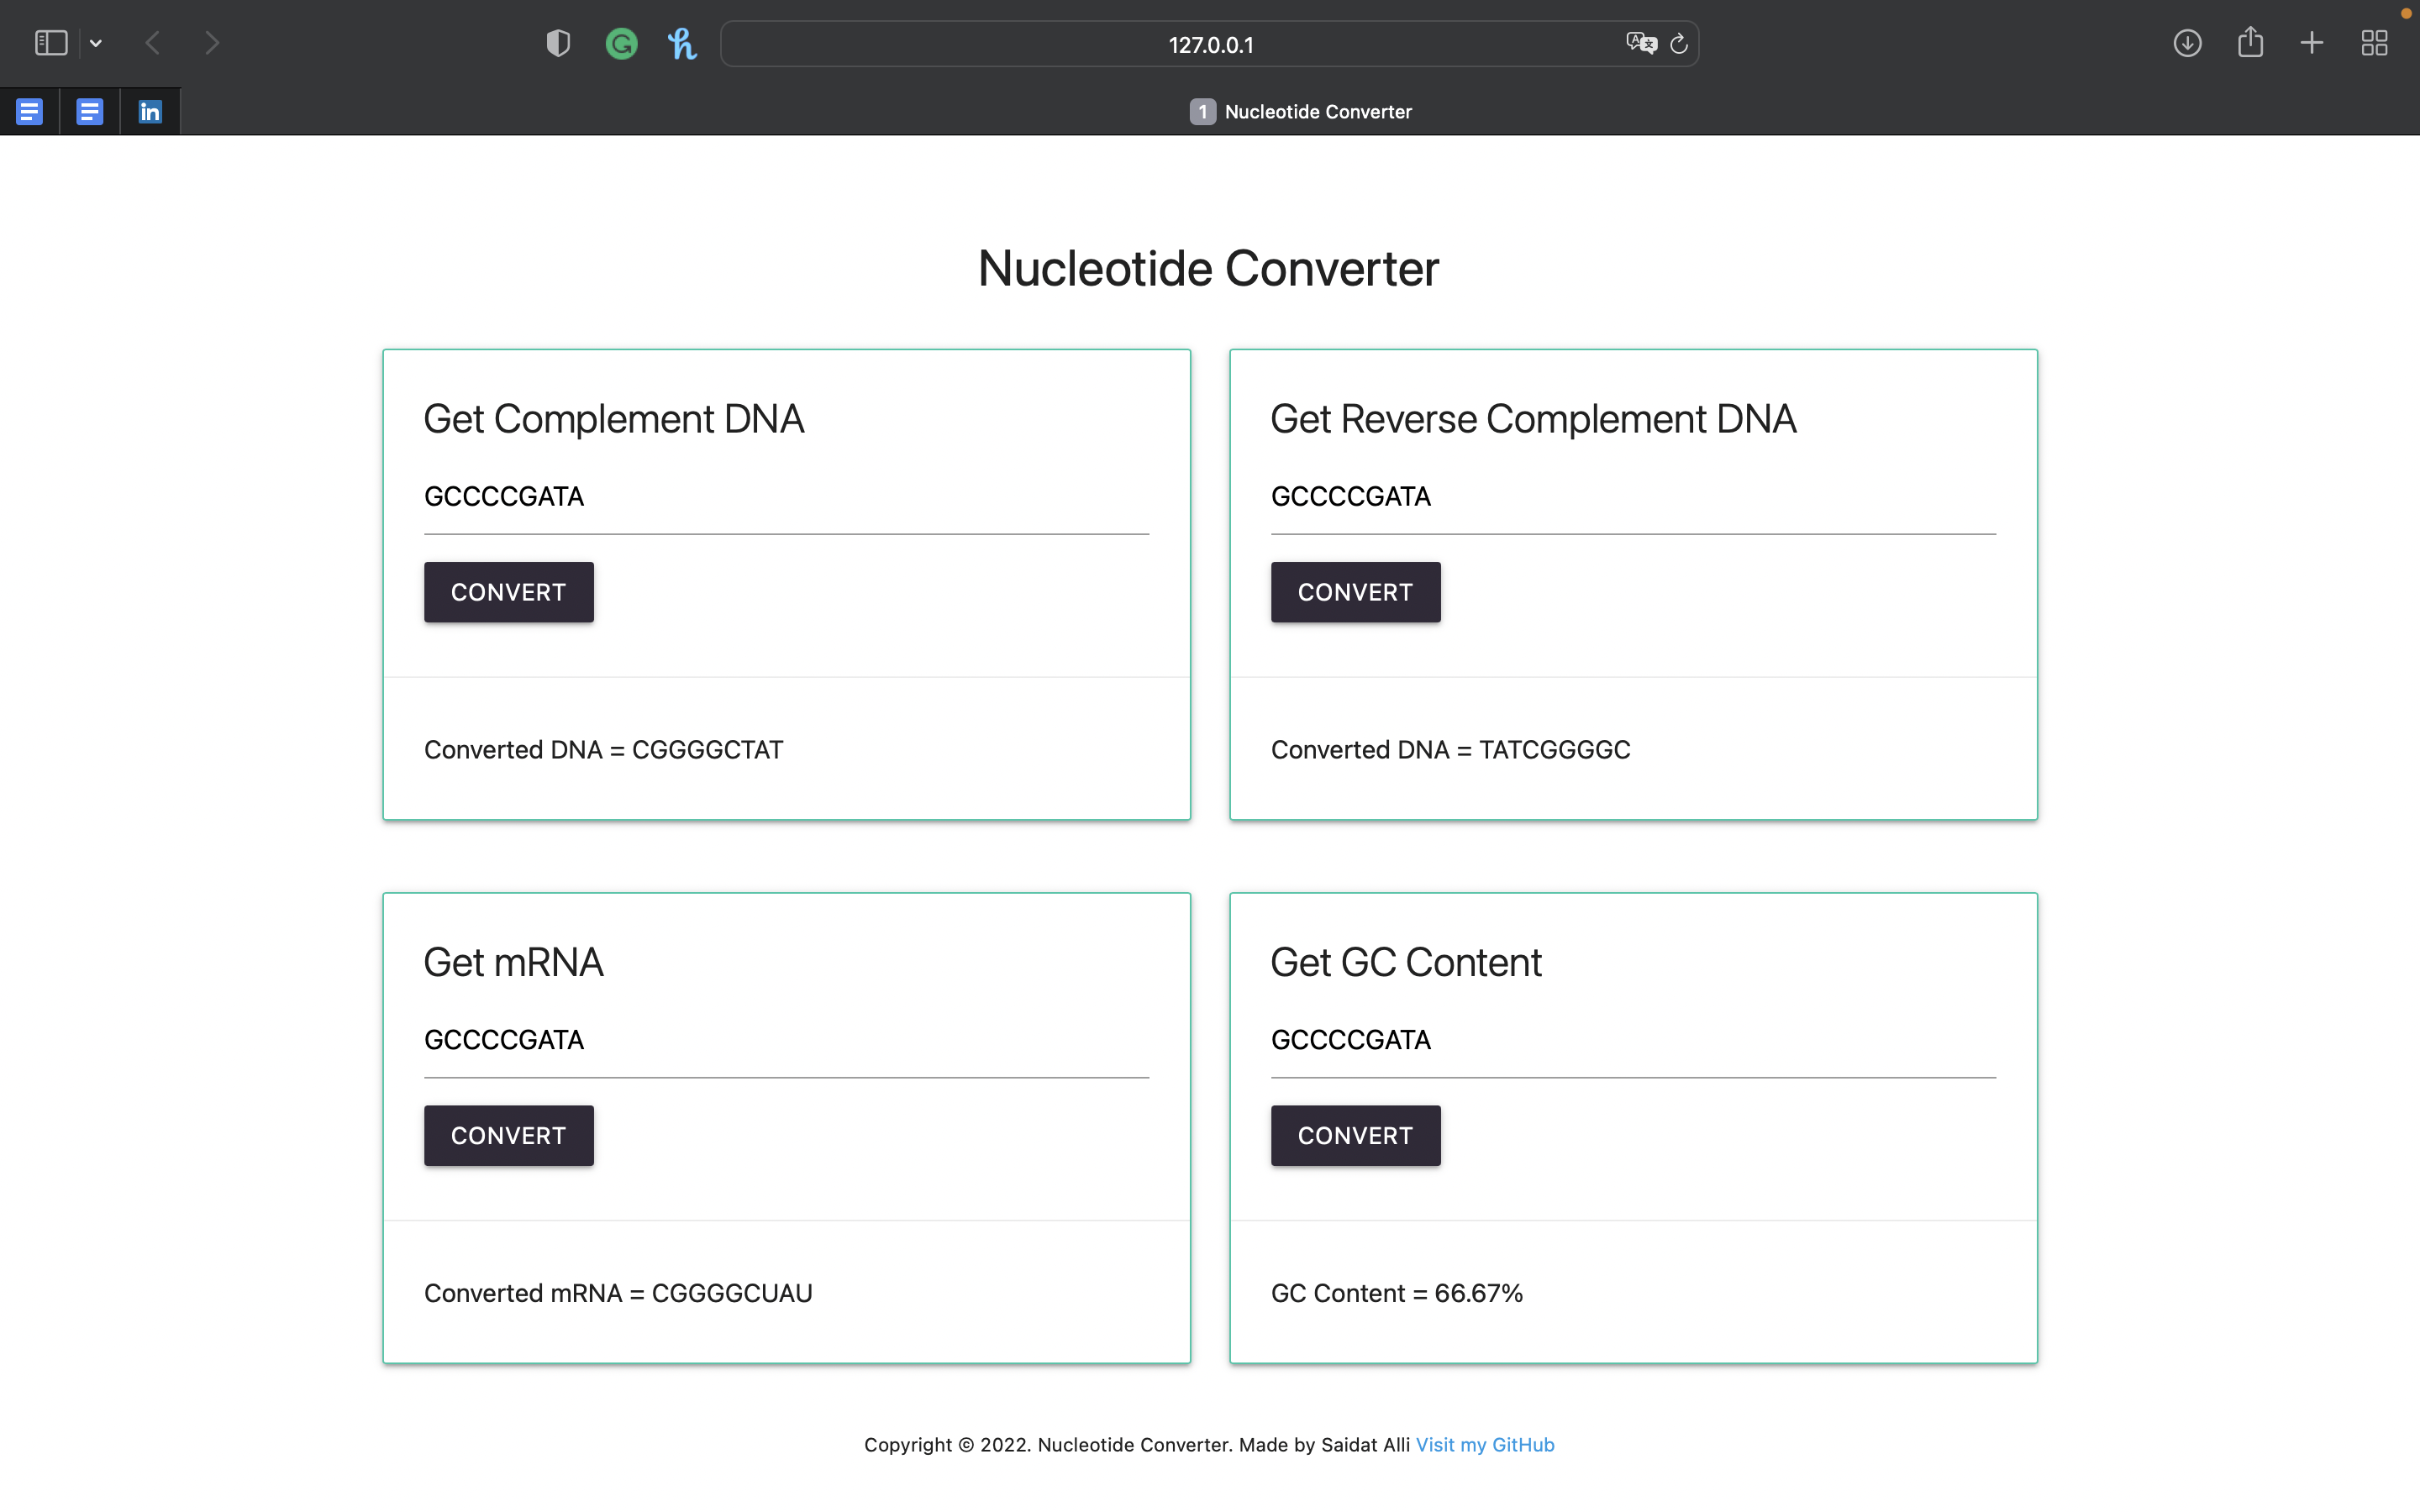 127.0.0.1
in
1 Nucleotide Converter
Nucleotide Converter
Get Complement DNA
GCCCCGATA
CONVERT
Converted DNA = CGGGGCTAT
Get Reverse Complement DNA
GCCCCGATA
CONVERT
Converted DNA = TATCGGGGC
Get mRNA
GCCCCGATA
CONVERT
Converted mRNA = CGGGGCUAU
Get GC Content
GCCCCGATA
CONVERT
GC Content = 66.67%
Copyright © 2022. Nucleotide Converter. Made by Saidat Alli Visit my GitHub